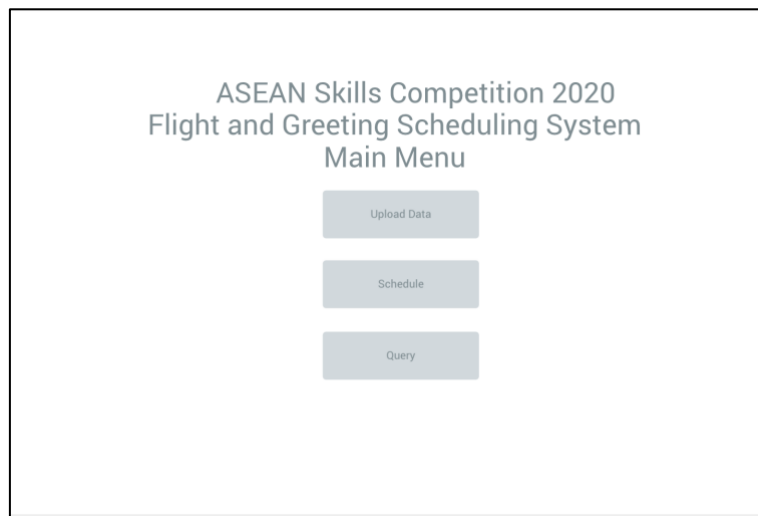 ASEAN Skills Competition 2020
Flight and Greeting Scheduling System
Main Menu
Upload Data
Schedule
Query